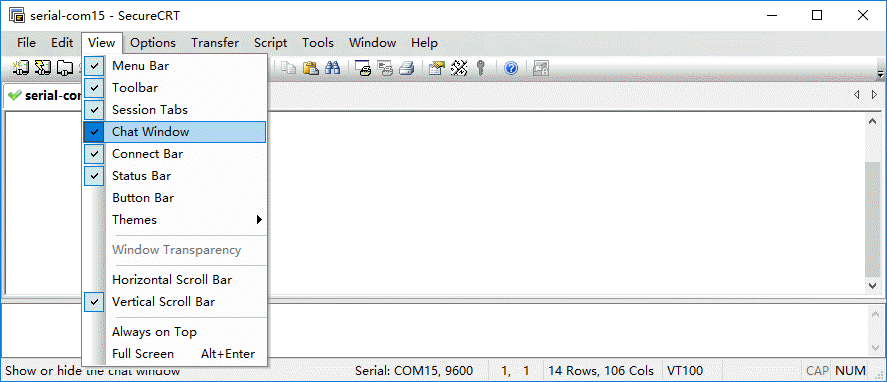 serial-com15 - SecureCRT
File Edit View Options Transfer Script Tools Window Help
serial-com
Menu Bar
Toolbar
Session Tabs
Chat Window
Connect Bar
Status Bar
Button Bar
Themes
Window Transparency
Horizontal Scroll Bar
Vertical Scroll Bar
Always on Top
Full Screen Alt+Enter
Show or hide the chat window Serial: COM15, 9600 1, 1 14 Rows, 106 Cols VT100 CAP NUM